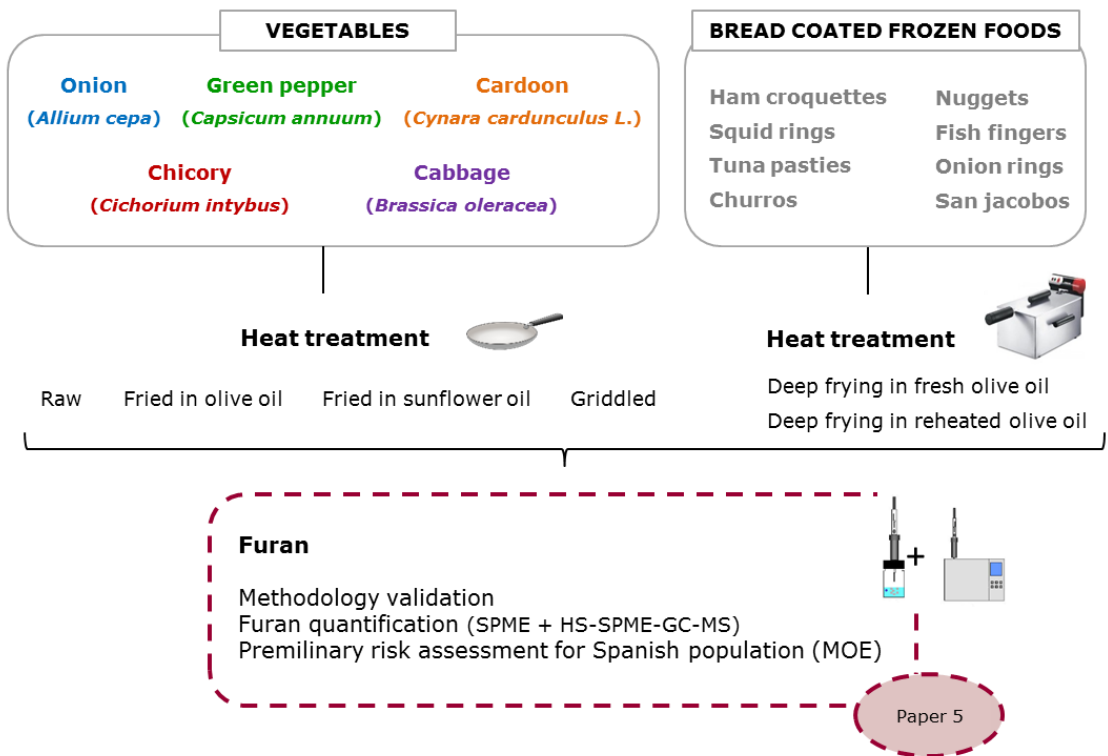 VEGETABLES
Onion
(Allium cepa)
Green pepper
(Capsicum annuum)
Cardoon
(Cynara cardunculus L.)
Chicory
(Cichorium intybus)
Cabbage
(Brassica oleracea)
BREAD COATED FROZEN FOODS
Ham croquettes
Squid rings
Tuna pasties
Churros
Nuggets
Fish fingers
Onion rings
San jacobos
Heat treatment
Raw
Fried in olive oil
Fried in sunflower oil
Griddled
Heat treatment
Deep frying in fresh olive oil
Deep frying in reheated olive oil
Furan
Methodology validation
Furan quantification (SPME + HS-SPME-GC-MS)
Premilinary risk assessment for Spanish population (MOE)
+
Paper 5